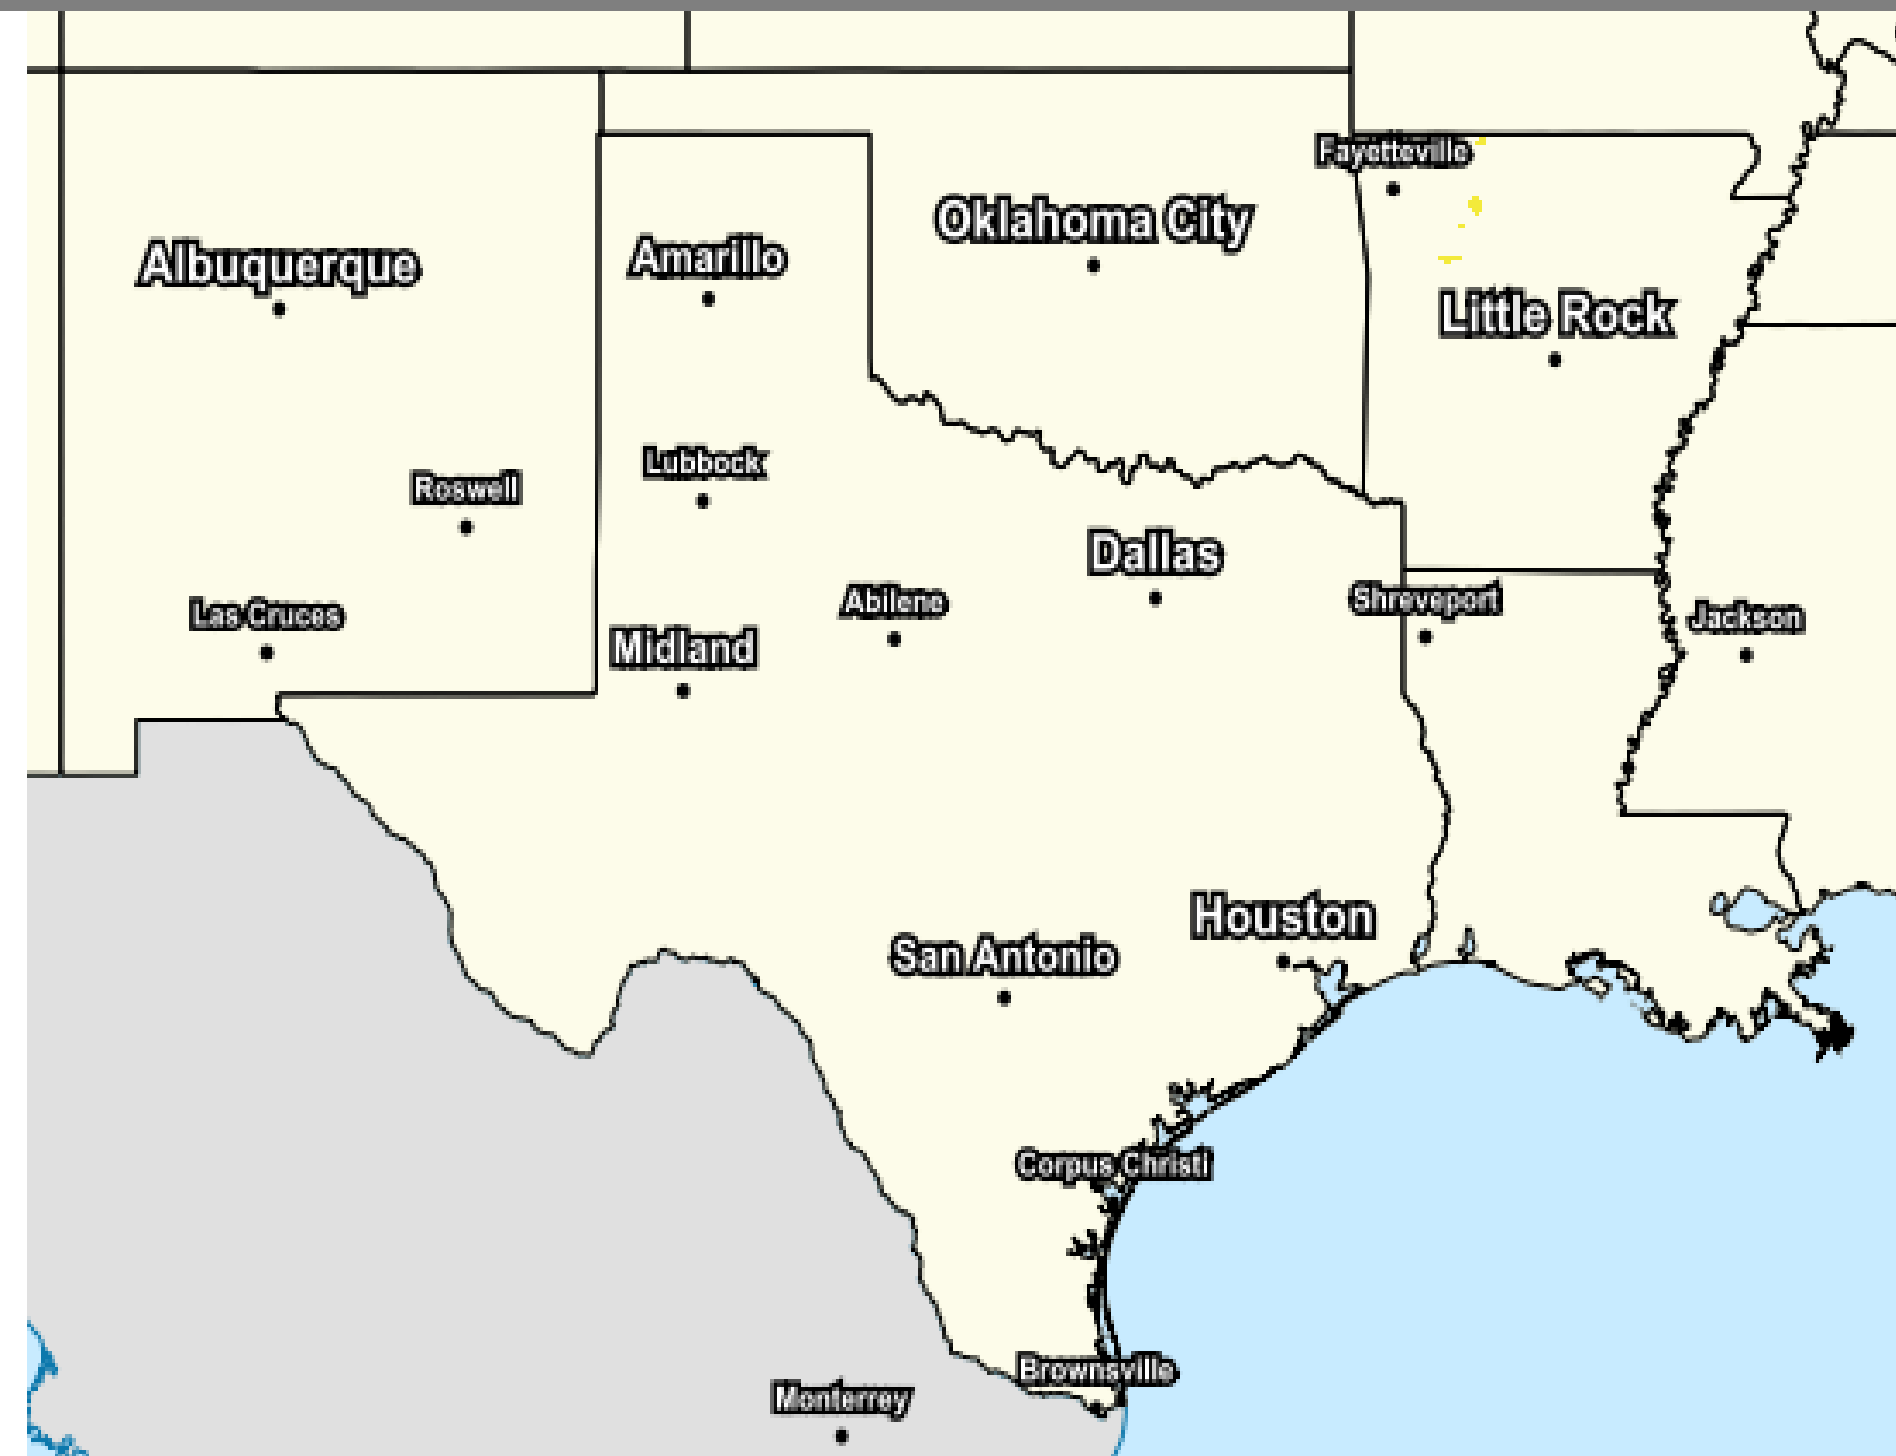 Fayetteville
Oklahoma City
Albuquerque
Amarillo
Little Rock
Lubbock
Roswell
Dallas
Abilene
Shreveport
Las Cruces
Jackson
Midland
Houston
San Antonio
Corpus Christi
Brownsville
Monterrey